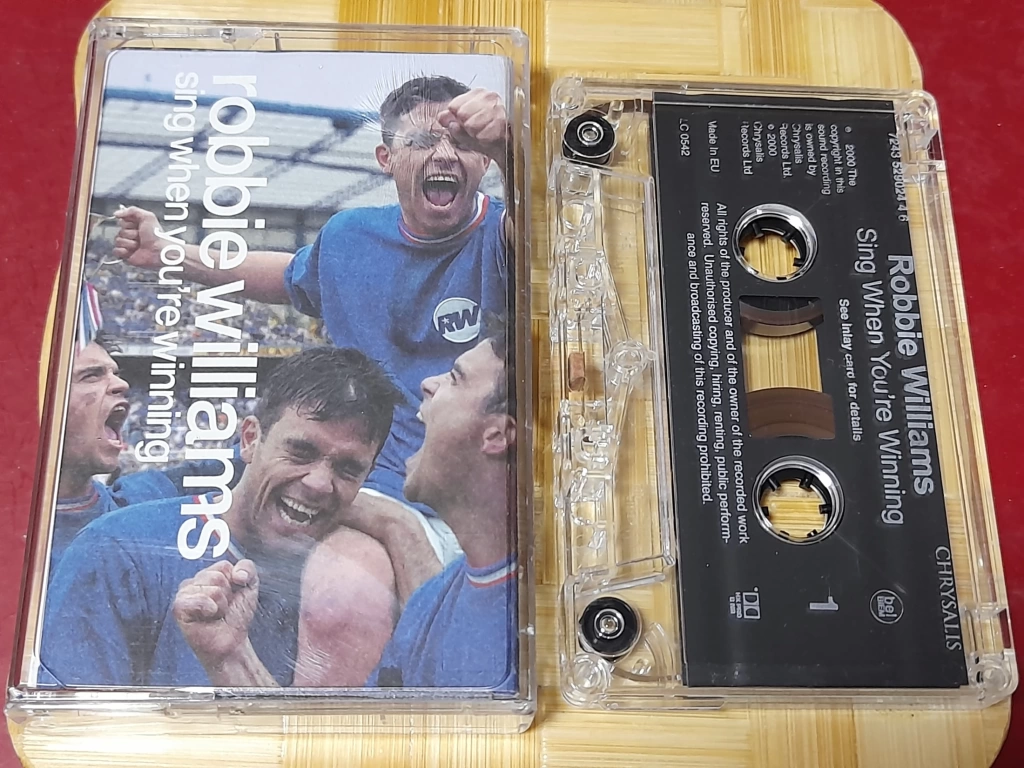 robbie williams
sing when you're winning
RW
Robbie Williams
Sing When You're Winning
CHRYSALIS
See inlay card for details
1
be!
DD
℗ 2000 The
copyright in this
sound recording
is owned by
Chrysalis
Records Ltd
© 2000
Chrysalis
Records Ltd
Made in EU
LC 0542
All rights of the producer and of the owner of the recorded work
reserved. Unauthorised copying, hiring, renting, public perform-
ance and broadcasting of this recording prohibited.